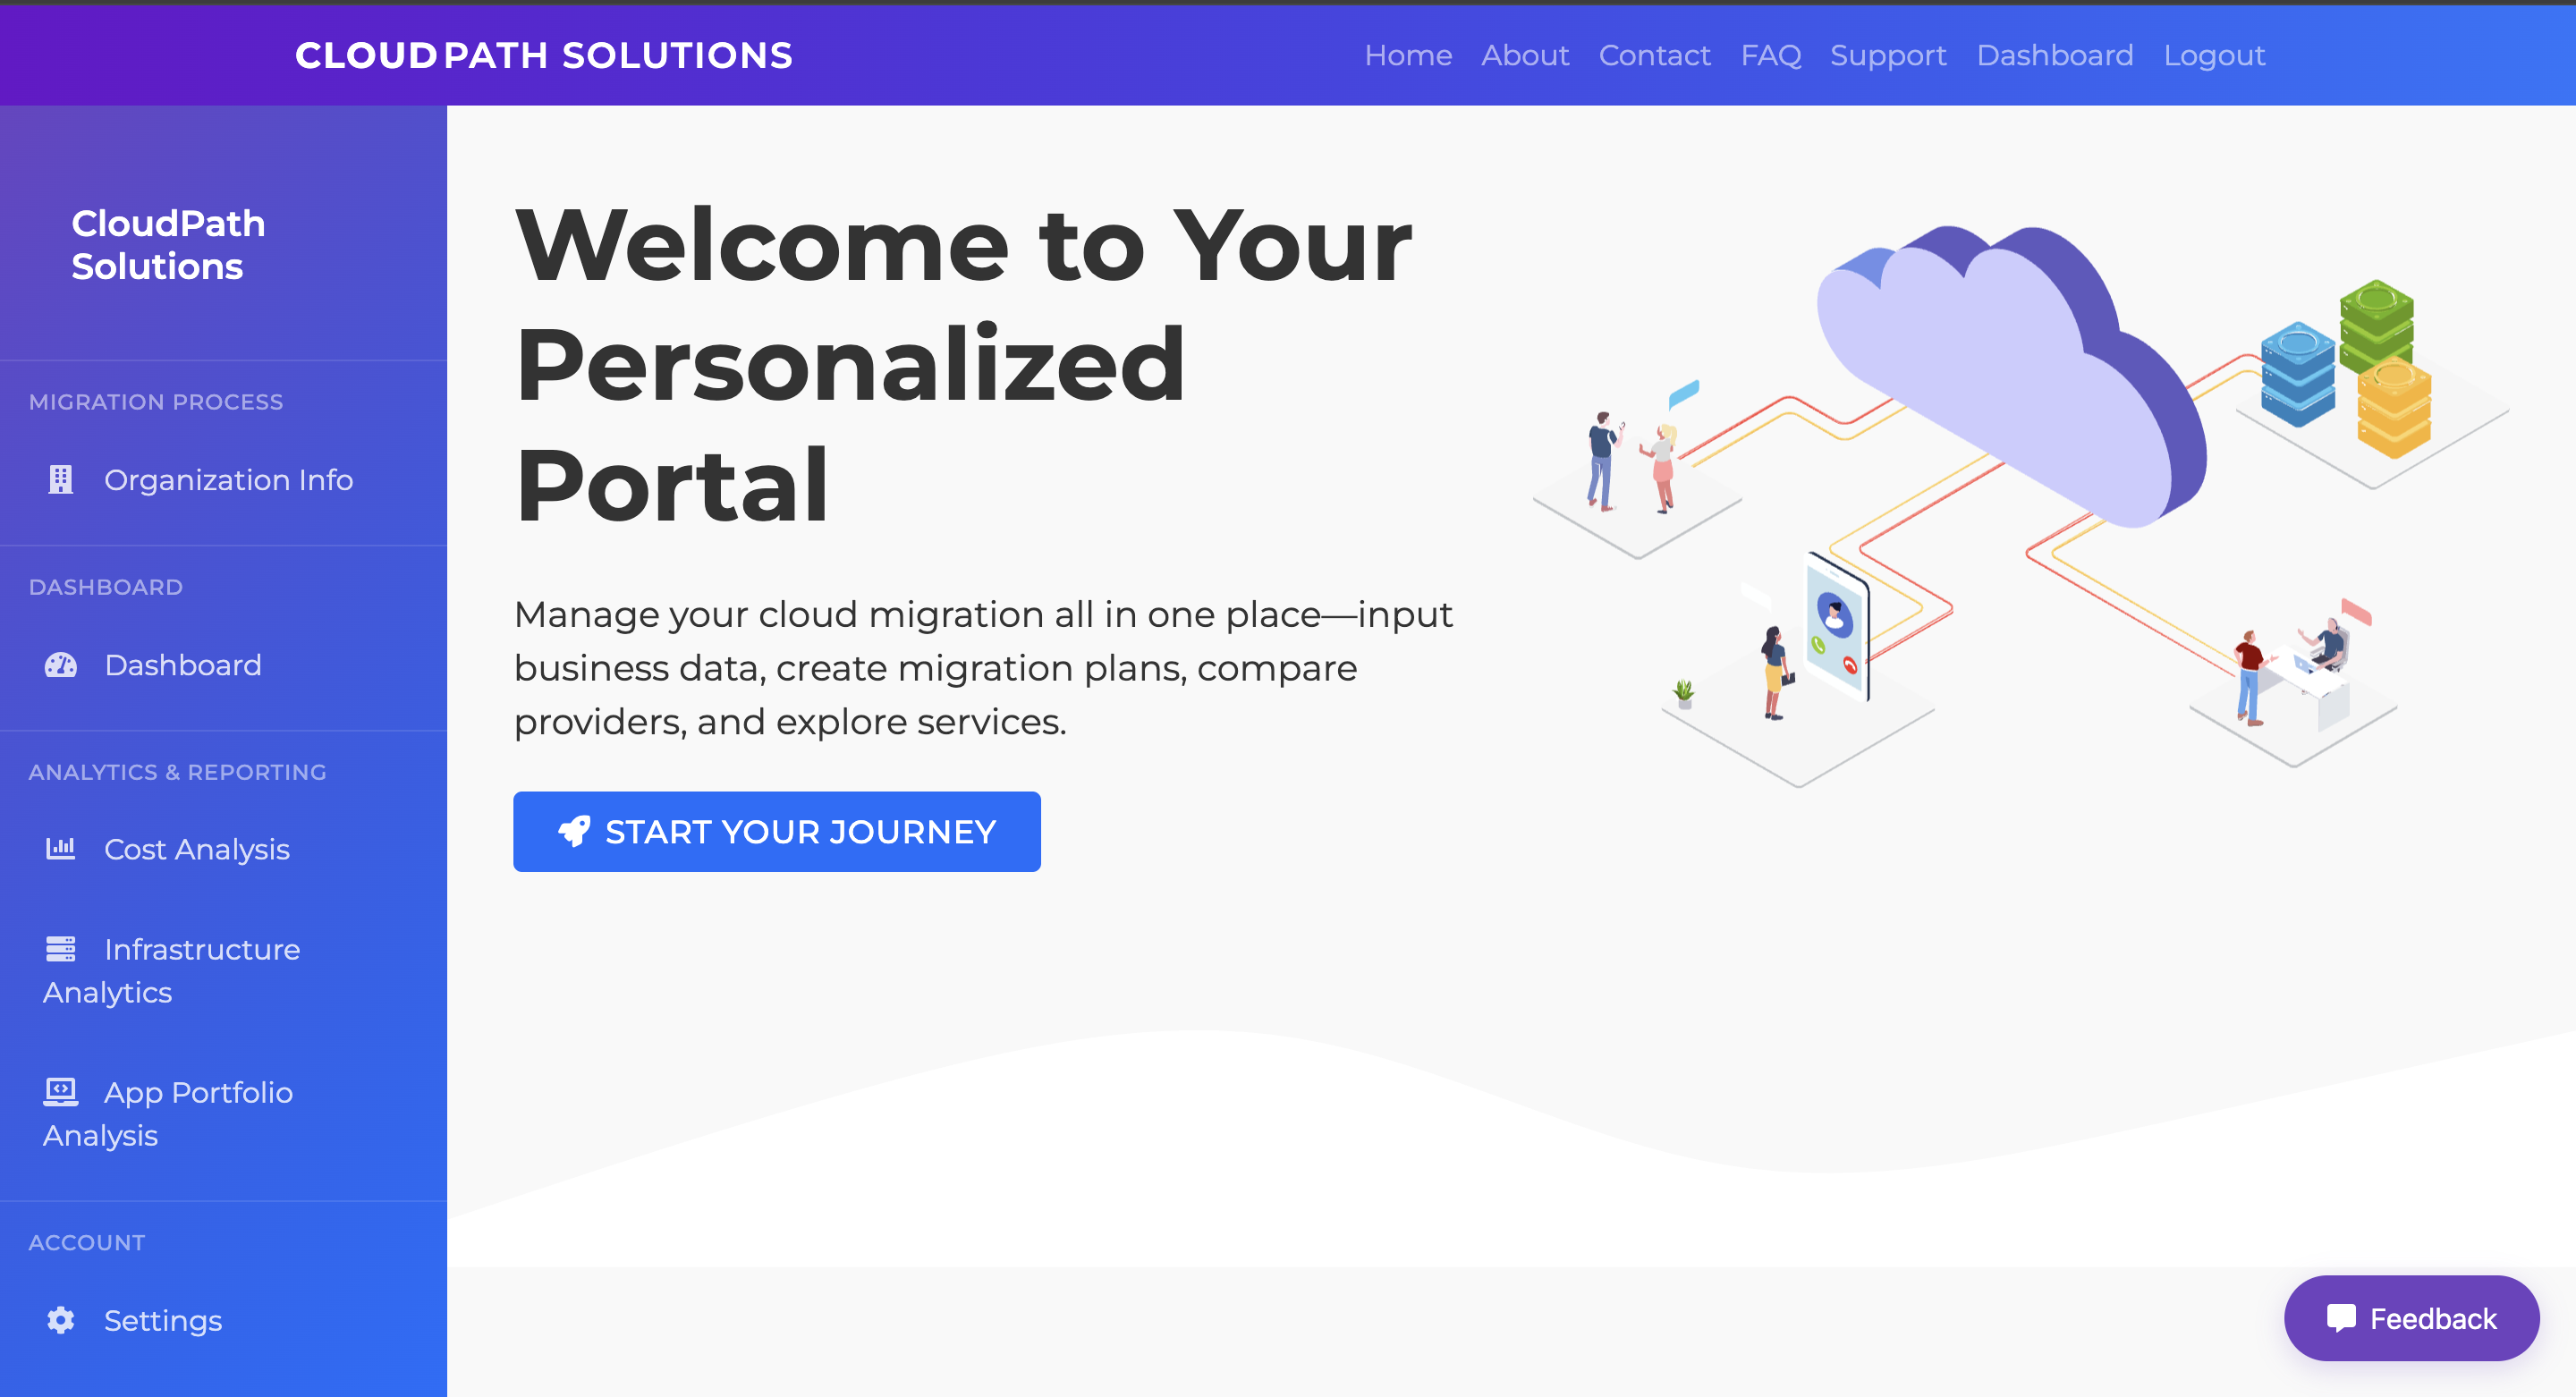 CLOUDPATH SOLUTIONS
Home About Contact FAQ Support Dashboard Logout
CloudPath
Solutions
MIGRATION PROCESS
Organization Info
DASHBOARD
Dashboard
ANALYTICS & REPORTING
Cost Analysis
Infrastructure
Analytics
App Portfolio
Analysis
ACCOUNT
Settings
Welcome to Your
Personalized
Portal
Manage your cloud migration all in one place—input
business data, create migration plans, compare
providers, and explore services.
START YOUR JOURNEY
Feedback